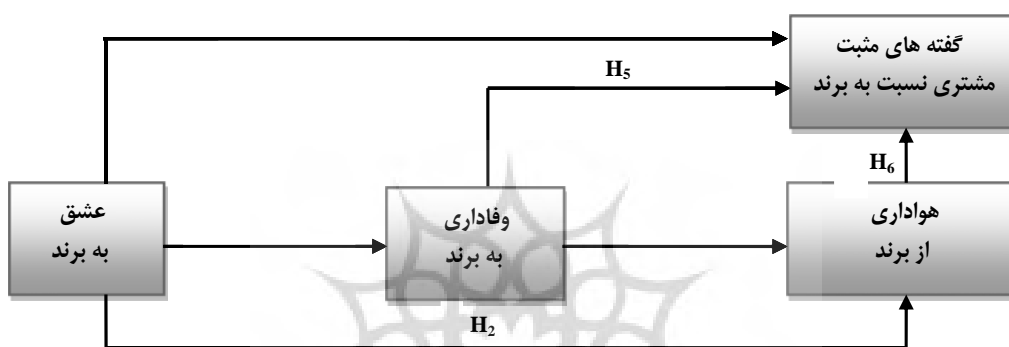 گفته های مثبت
مشتری نسبت به برند
H5
H6
عشق
به برند
وفاداری
به برند
هواداری
از برند
H2